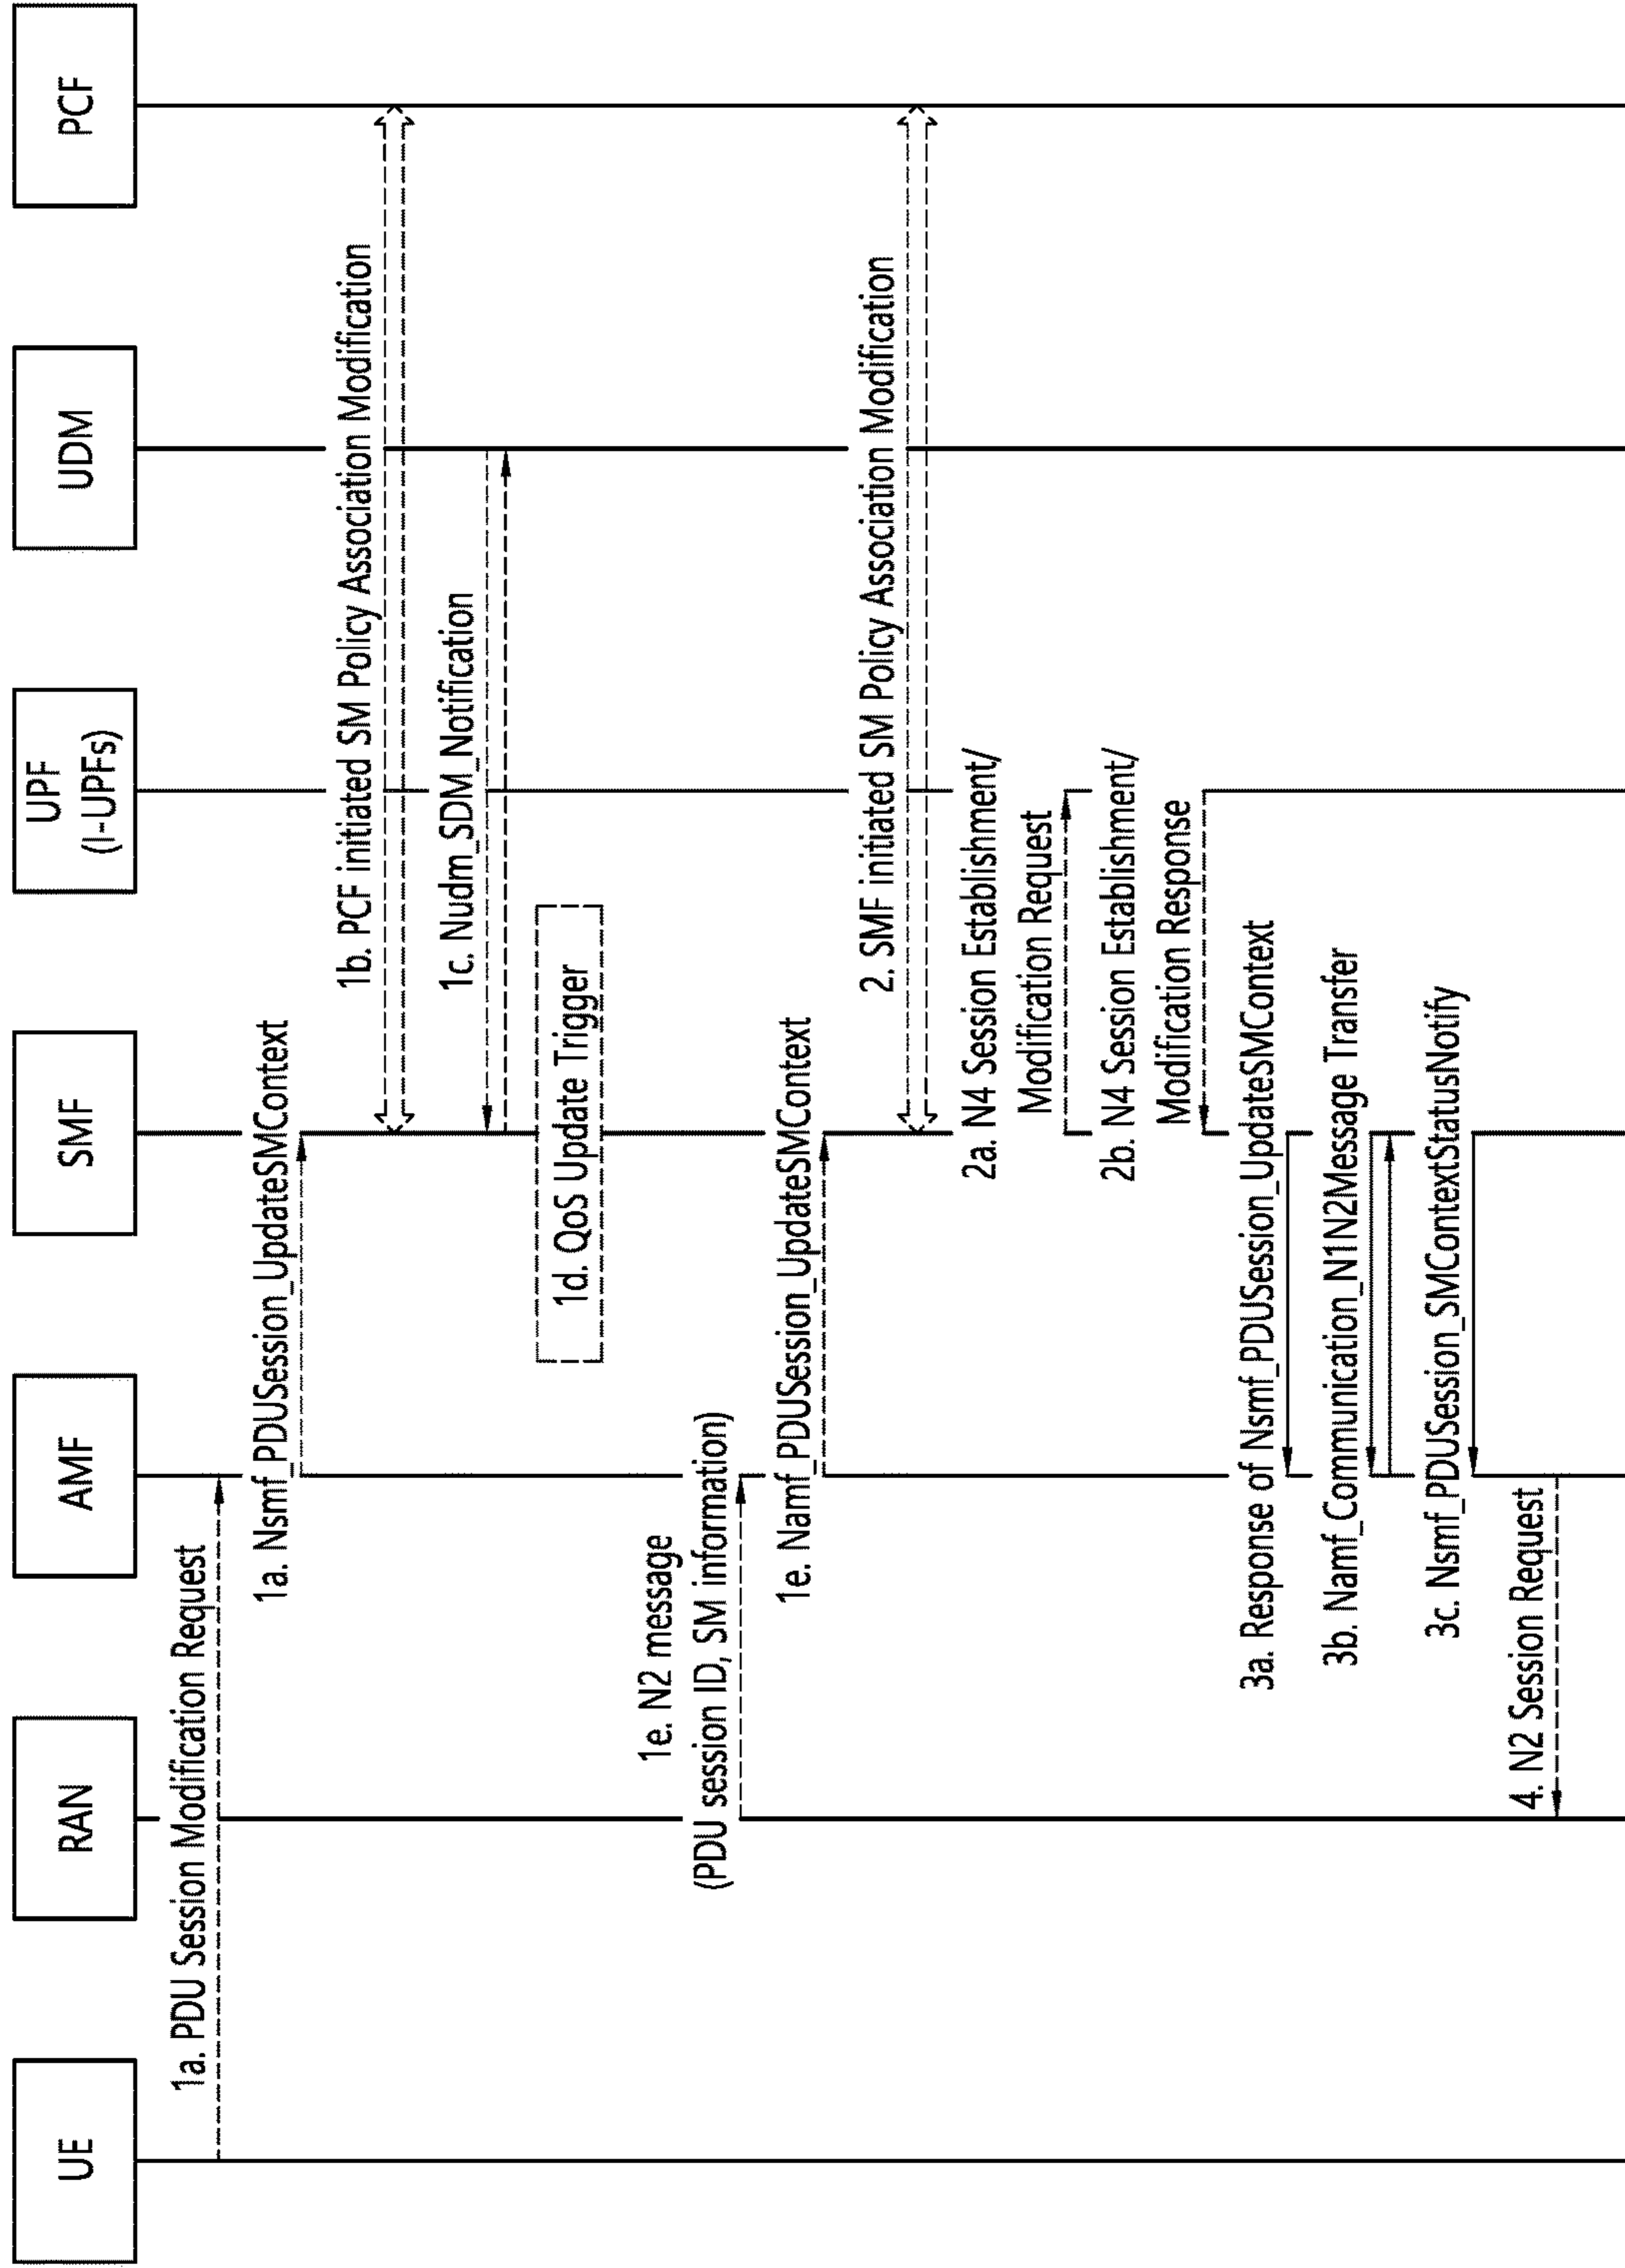 UE
RAN
AMF
SMF
UPF
(I-UPFs)
UDM
PCF
1a. PDU Session Modification Request
1a. Nsmf_PDUSession_UpdateSMContext
1b. PCF initiated SM Policy Association Modification
1c. Nudm_SDM_Notification
1d. QoS Update Trigger
1e. N2 message
(PDU session ID, SM information)
1e. Namf_PDUSession_UpdateSMContext
2. SMF initiated SM Policy Association Modification
2a. N4 Session Establishment/
Modification Request
2b. N4 Session Establishment/
Modification Response
3a. Response of Nsmf_PDUSession_UpdateSMContext
3b. Namf_Communication_N1N2Message Transfer
3c. Nsmf_PDUSession_SMContextStatusNotify
4. N2 Session Request